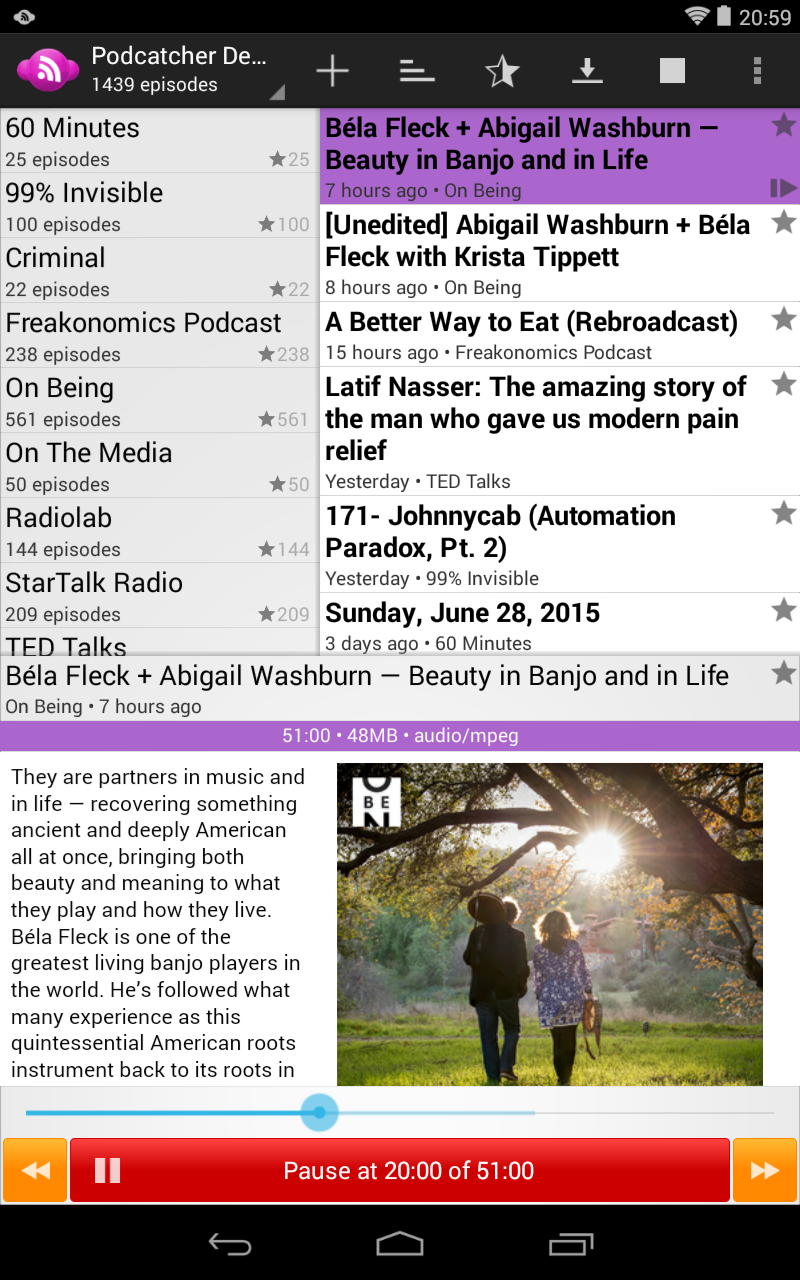 20:59
Podcatcher De...
1439 episodes
60 Minutes
25 episodes
25
99% Invisible
100 episodes
100
Criminal
22 episodes
22
Freakonomics Podcast
238 episodes
238
On Being
561 episodes
561
On The Media
50 episodes
50
Radiolab
144 episodes
144
StarTalk Radio
209 episodes
209
TED Talks
Béla Fleck + Abigail Washburn —
Beauty in Banjo and in Life
7 hours ago • On Being
[Unedited] Abigail Washburn + Béla
Fleck with Krista Tippett
8 hours ago • On Being
A Better Way to Eat (Rebroadcast)
15 hours ago • Freakonomics Podcast
Latif Nasser: The amazing story of
the man who gave us modern pain
relief
Yesterday • TED Talks
171- Johnnycab (Automation
Paradox, Pt. 2)
Yesterday • 99% Invisible
Sunday, June 28, 2015
3 days ago • 60 Minutes
Béla Fleck + Abigail Washburn — Beauty in Banjo and in Life
On Being • 7 hours ago
51:00 • 48MB • audio/mpeg
They are partners in music and
in life — recovering something
ancient and deeply American
all at once, bringing both
beauty and meaning to what
they play and how they live.
Béla Fleck is one of the
greatest living banjo players in
the world. He's followed what
many experience as this
quintessential American roots
instrument back to its roots in
O
BE
N
Pause at 20:00 of 51:00